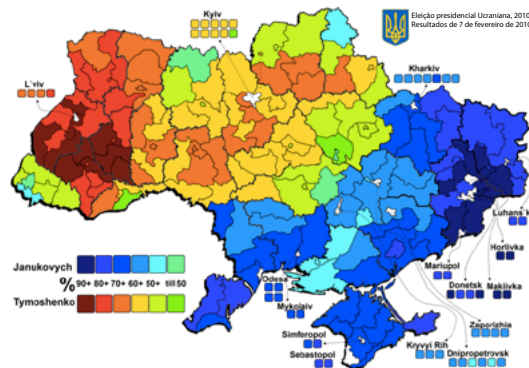 Eleição presidencial Ucraniana, 2010
Resultados de 7 de fevereiro de 2010
Kyiv
L'viv
Kharkiv
Luhans'k
Horlivka
Mariupol
Donetsk
Makiivka
Zaporizhia
Kryvyi Rih
Dnipropetrovsk
Odesa
Mykolaiv
Simferopol
Sebastopol
Janukovych
% 90+ 80+ 70+ 60+ 50+ till 50
Tymoshenko